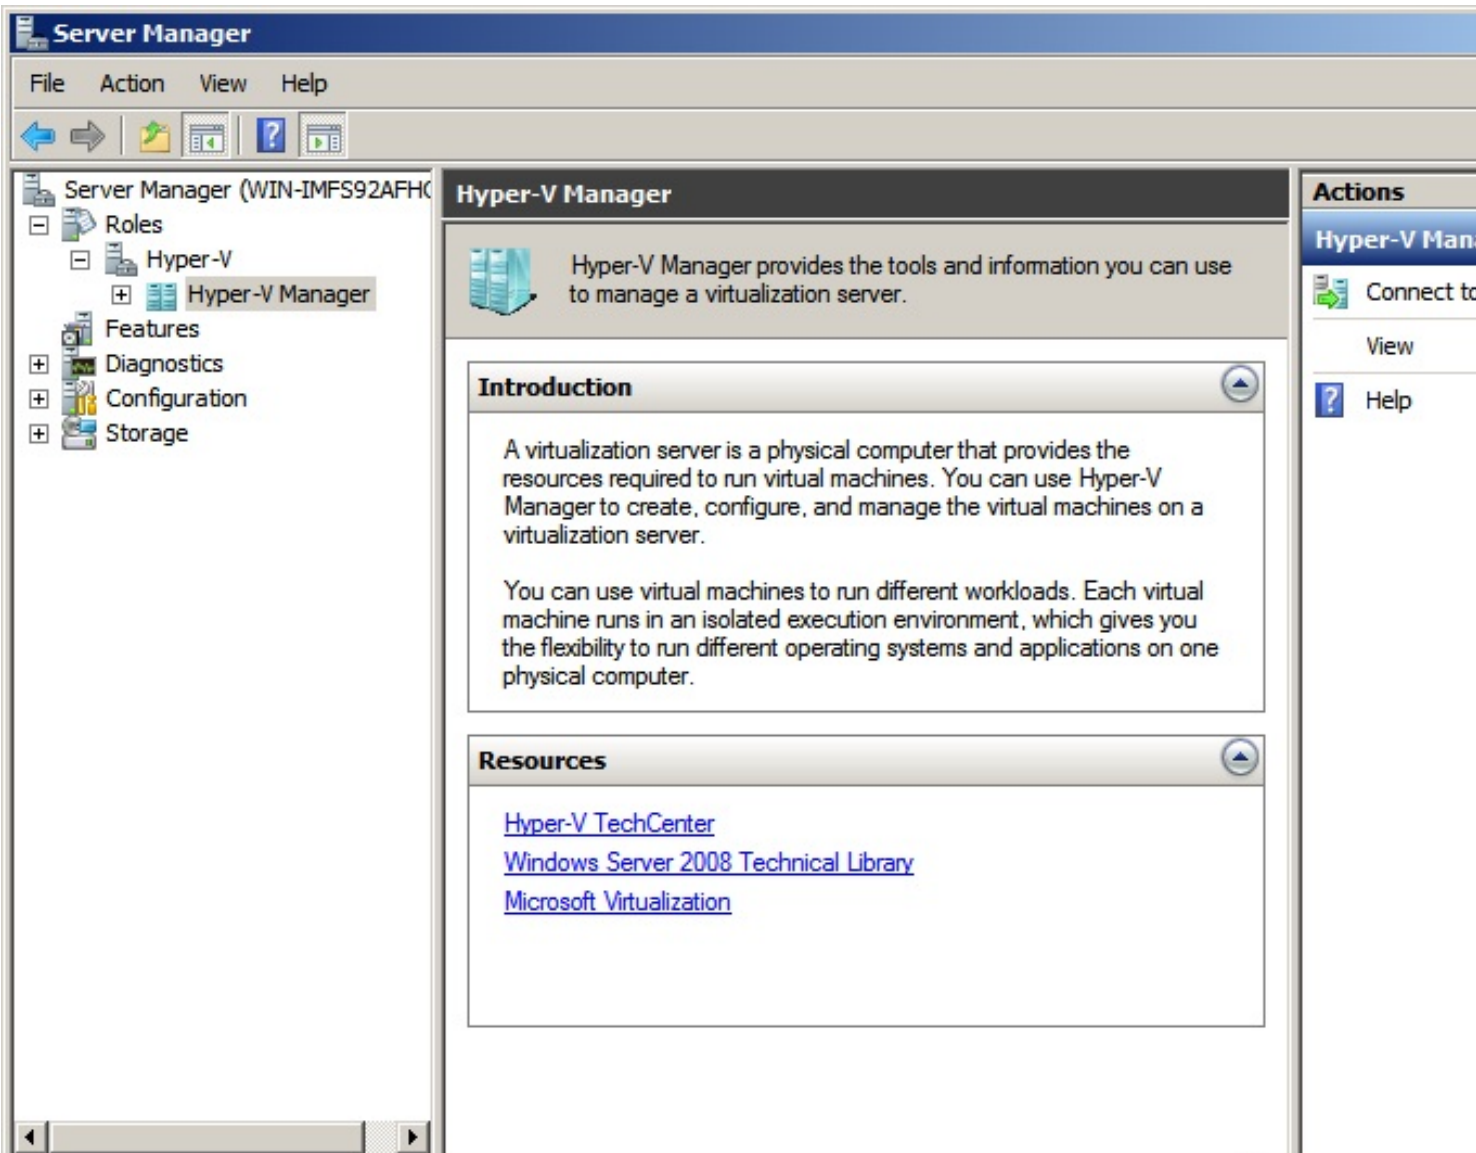 Server Manager
File Action View Help
Server Manager (WIN-IMFS92AFH
Roles
Hyper-V
Hyper-V Manager
Features
Diagnostics
Configuration
Storage
Hyper-V Manager
Hyper-V Manager provides the tools and information you can use
to manage a virtualization server.
Introduction
A virtualization server is a physical computer that provides the
resources required to run virtual machines. You can use Hyper-V
Manager to create, configure, and manage the virtual machines on a
virtualization server.
You can use virtual machines to run different workloads. Each virtual
machine runs in an isolated execution environment, which gives you
the flexibility to run different operating systems and applications on one
physical computer.
Resources
Hyper-V TechCenter
Windows Server 2008 Technical Library
Microsoft Virtualization
Actions
Hyper-V Man
Connect to
View
Help